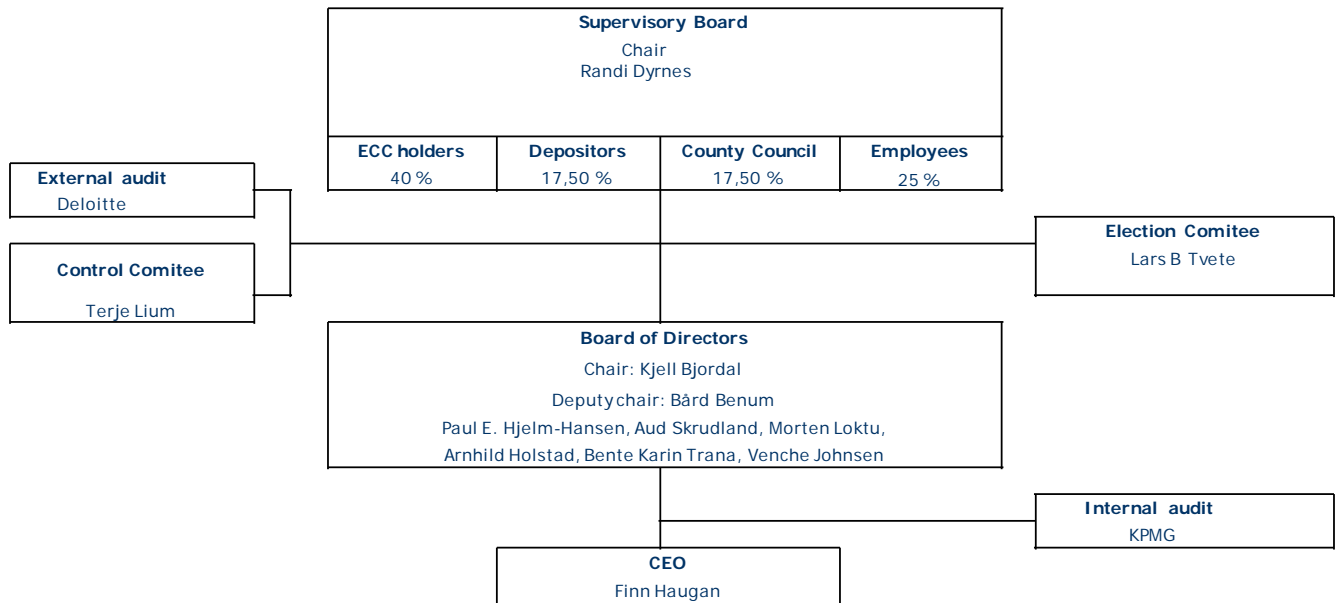 Supervisory Board
Chair
Randi Dyrnes
ECC holders
40 %
Depositors
17,50 %
County Council
17,50 %
Employees
25 %
External audit
Deloitte
Control Comitee
Terje Lium
Election Comitee
Lars B Tvete
Board of Directors
Chair: Kjell Bjordal
Deputy chair: Bård Benum
Paul E. Hjelm-Hansen, Aud Skrudland, Morten Loktu,
Arnhild Holstad, Bente Karin Trana, Venche Johnsen
Internal audit
KPMG
CEO
Finn Haugan